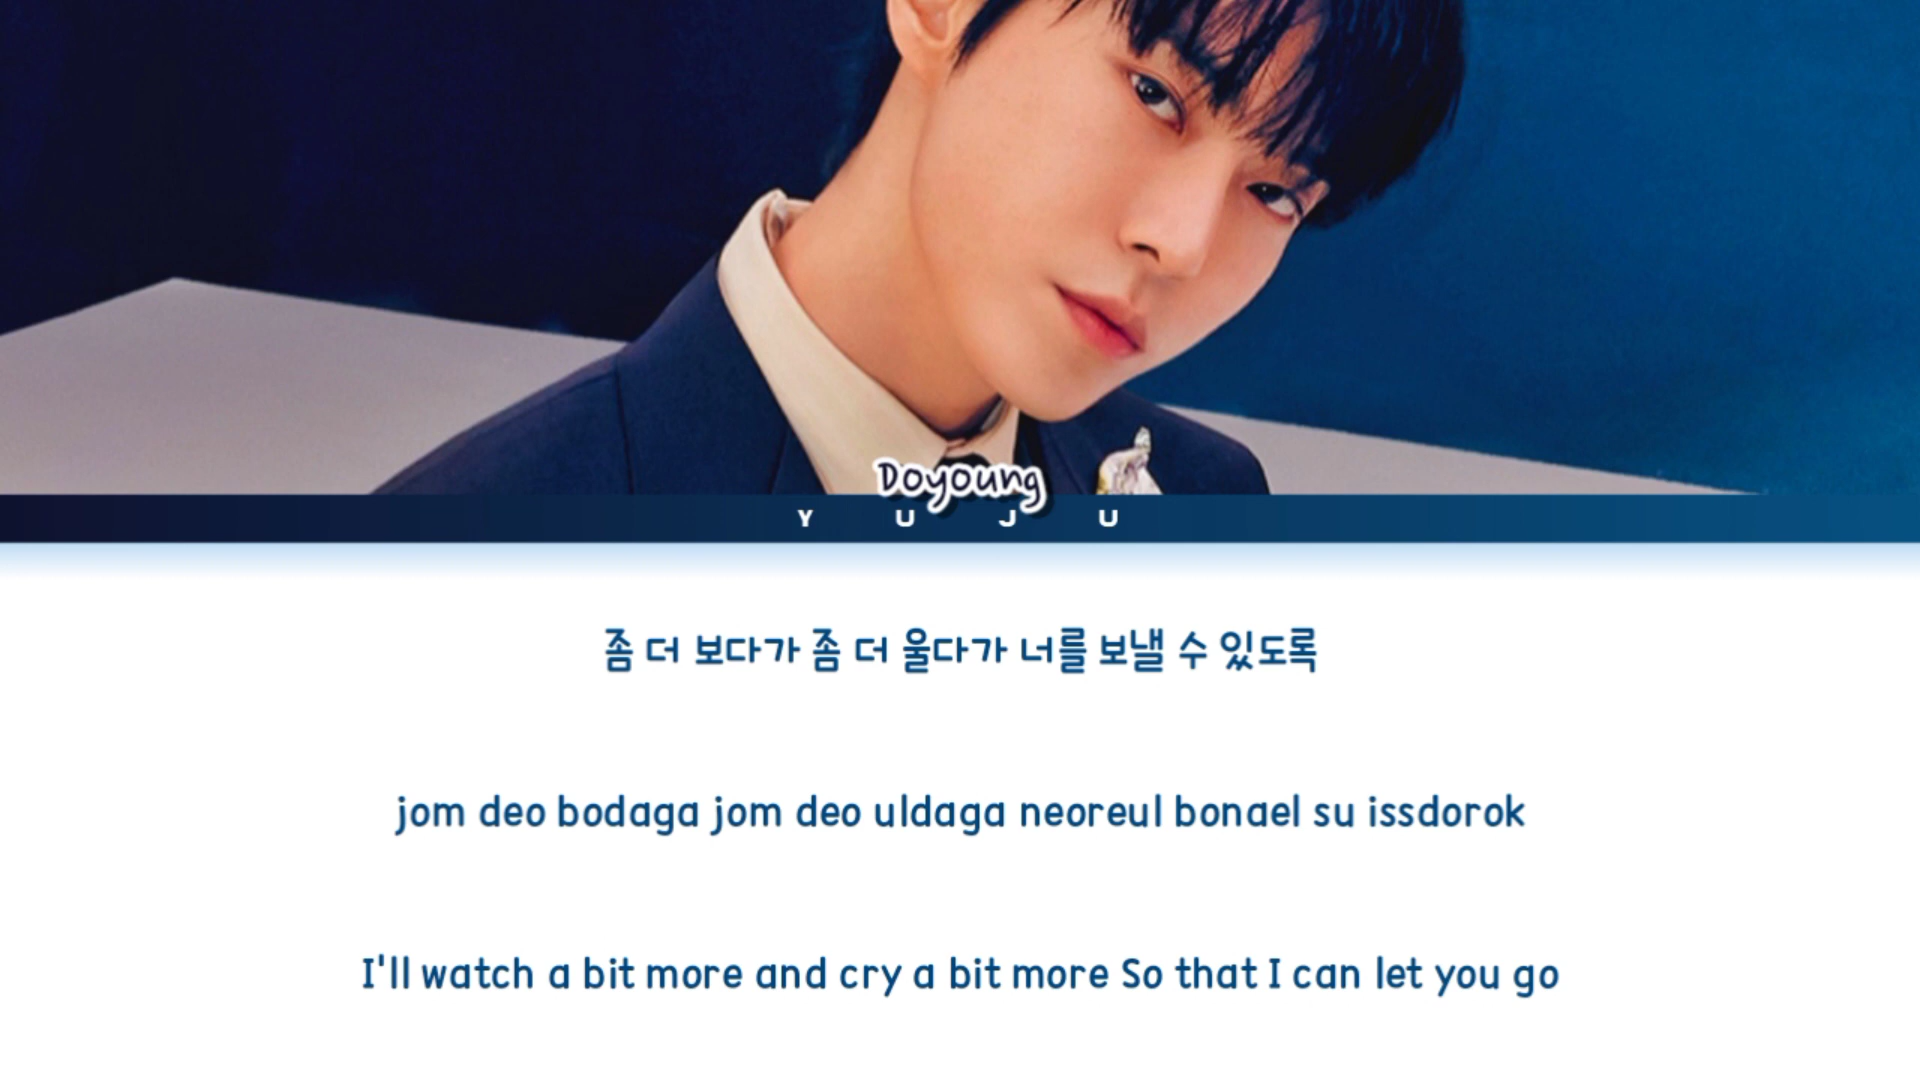 Doyoung
YUJU
좀 더 보다가 좀 더 울다가 너를 보낼 수 있도록
jom deo bodaga jom deo uldaga neoreul bonael su issdorok
I'll watch a bit more and cry a bit more So that I can let you go